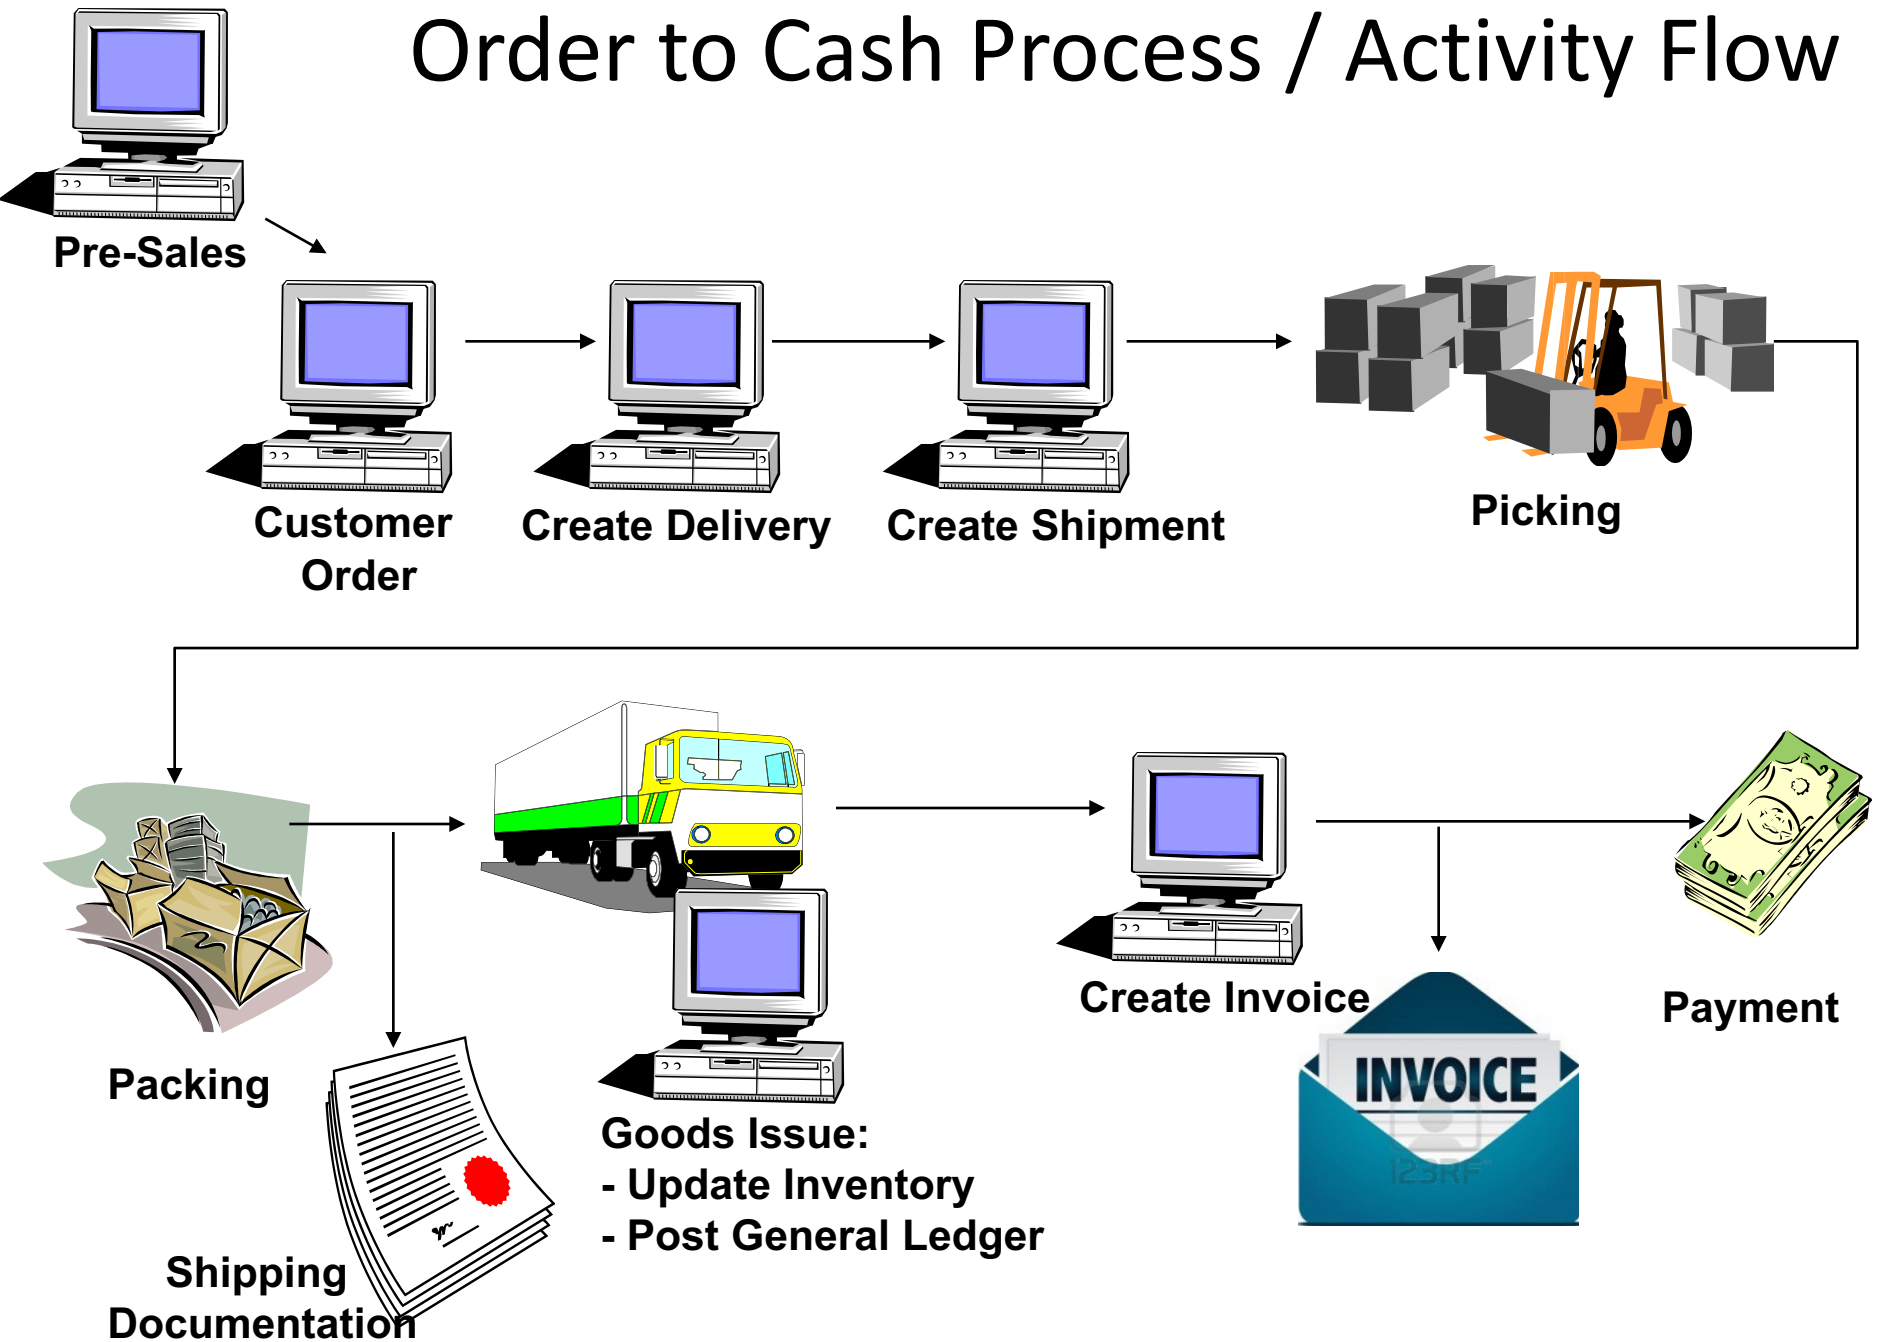 Order to Cash Process / Activity Flow
Pre-Sales
Customer
Order
Create Delivery
Create Shipment
Picking
Packing
Shipping
Documentation
Goods Issue:
- Update Inventory
- Post General Ledger
Create Invoice
INVOICE
123RF
Payment